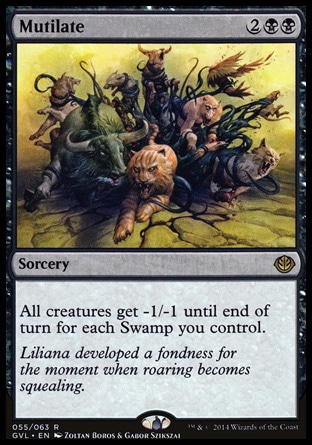 Mutilate 2
Sorcery
All creatures get -1/-1 until end of
turn for each Swamp you control.
Liliana developed a fondness for
the moment when roaring becomes
squealing.
055/063 R
GVL • EN Zoltan Boros & Gabor Szikszai
™ & © 2014 Wizards of the Coast